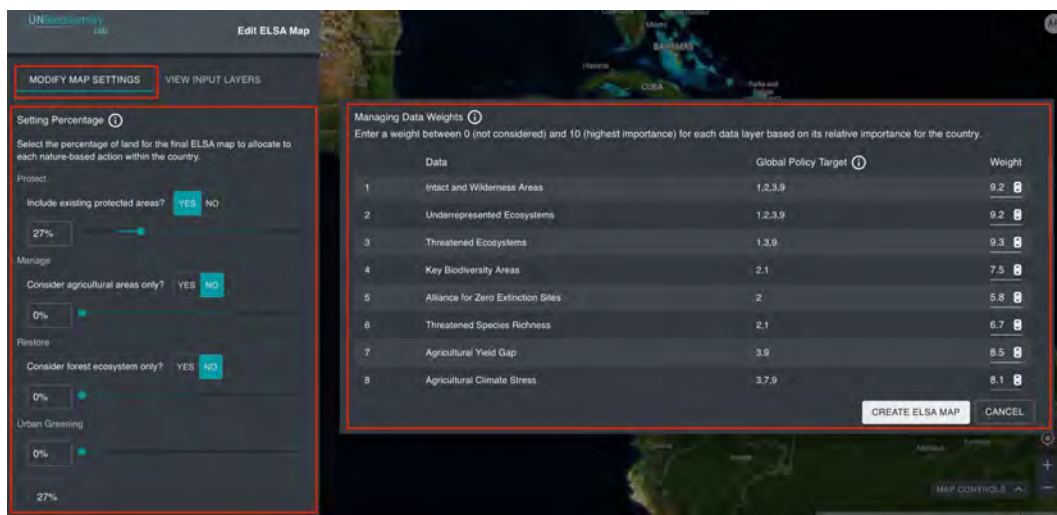 UNBiodiversity
Lab
Edit ELSA Map
MODIFY MAP SETTINGS
VIEW INPUT LAYERS
Setting Percentage
Select the percentage of land for the final ELSA map to allocate to
each nature-based action within the country.
Protect
Include existing protected areas? YES NO
27%
Manage
Consider agricultural areas only? YES NO
0%
Restore
Consider forest ecosystem only? YES NO
0%
Urban Greening
0%
27%
Miami
BAHAMAS
Havana
CUBA
Turks and
Managing Data Weights
Enter a weight between 0 (not considered) and 10 (highest importance) for each data layer based on its relative importance for the country.
Data Global Policy Target Weight
1 Intact and Wilderness Areas 1,2,3,9 9.2
2 Underrepresented Ecosystems 1,2,3,9 9.2
3 Threatened Ecosystems 1,3,9 9.3
4 Key Biodiversity Areas 2,1 7.5
5 Alliance for Zero Extinction Sites 2 5.8
6 Threatened Species Richness 2,1 6.7
7 Agricultural Yield Gap 3,9 8.5
8 Agricultural Climate Stress 3,7,9 8.1
CREATE ELSA MAP CANCEL
MAP CONTROLS